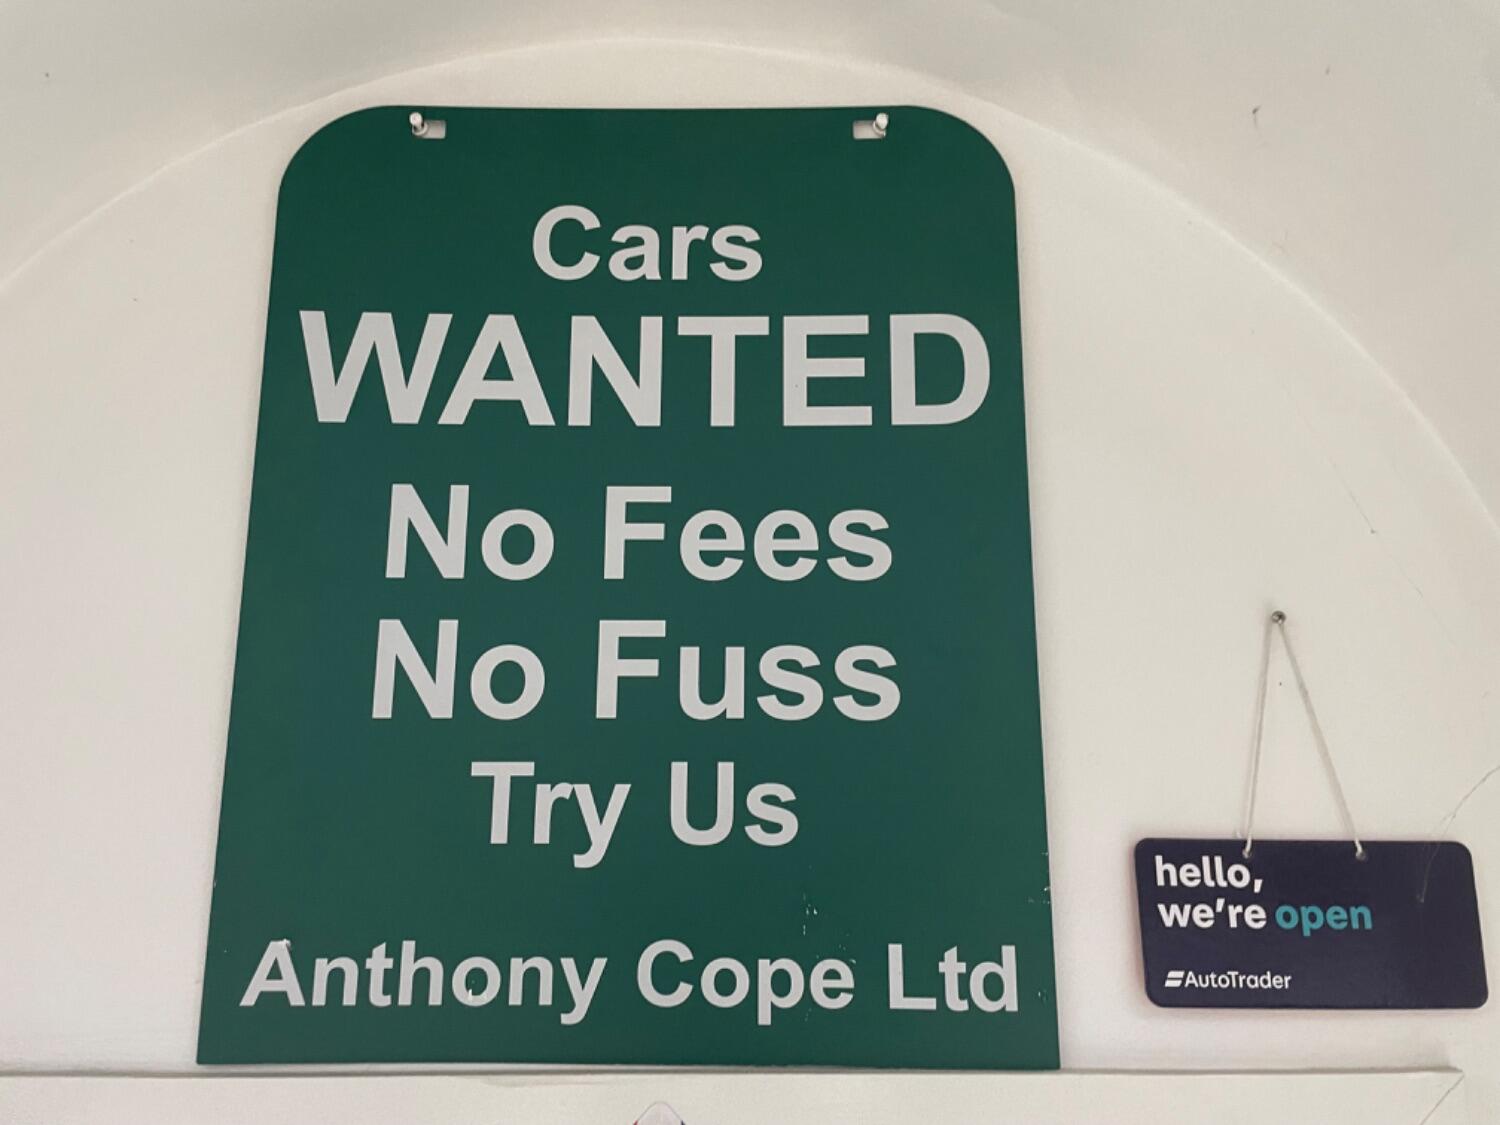 Cars
WANTED
No Fees
No Fuss
Try Us
Anthony Cope Ltd
hello,
we're open
AutoTrader